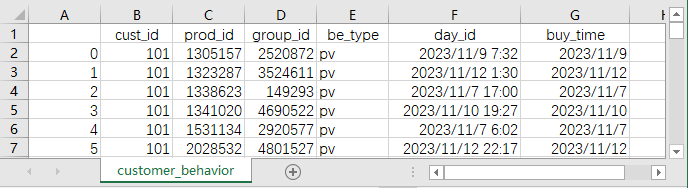 A B C D E F G H
1 cust_id prod_id group_id be_type day_id buy_time
2 0 101 1305157 2520872 pv 2023/11/9 7:32 2023/11/9
3 1 101 1323287 3524611 pv 2023/11/12 1:30 2023/11/12
4 2 101 1338623 149293 pv 2023/11/7 17:00 2023/11/7
5 3 101 1341020 4690522 pv 2023/11/10 19:27 2023/11/10
6 4 101 1531134 2920577 pv 2023/11/7 6:02 2023/11/7
7 5 101 2028532 4801527 pv 2023/11/12 22:17 2023/11/12
customer_behavior